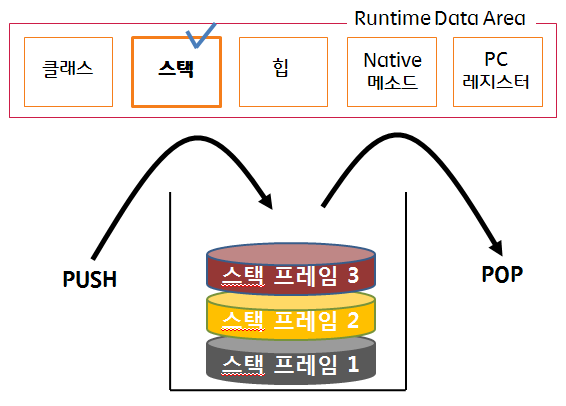 Runtime Data Area
클래스
스택
힙
Native
메소드
PC
레지스터
PUSH
POP
스택 프레임 3
스택 프레임 2
스택 프레임 1